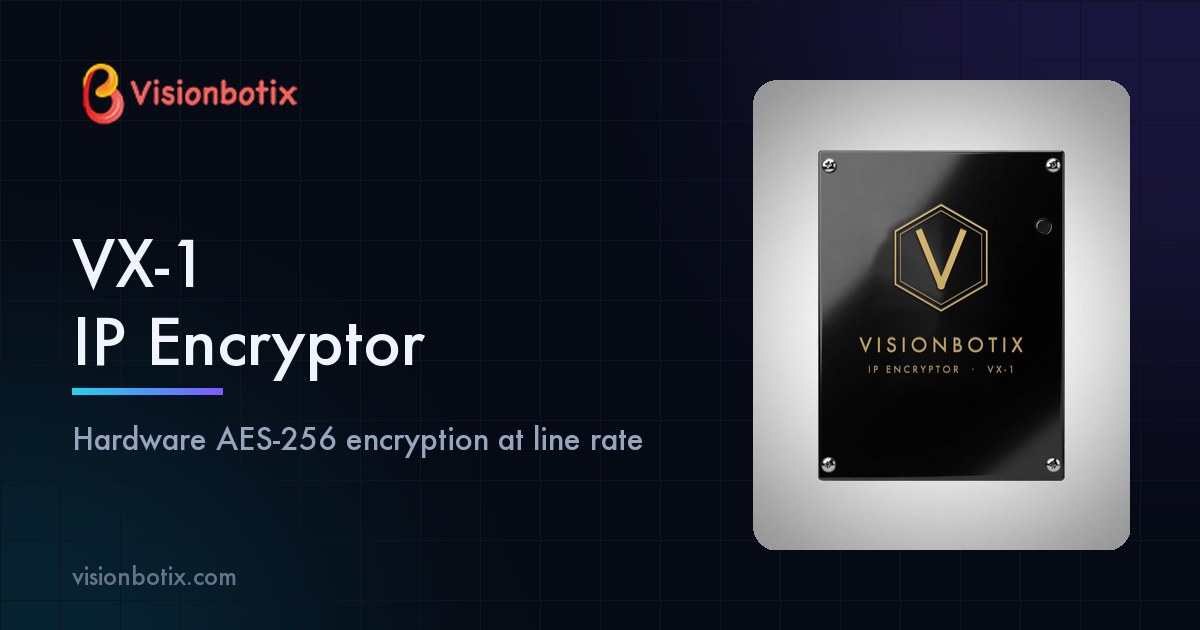 Visionbotix
VX-1
IP Encryptor
Hardware AES-256 encryption at line rate
visionbotix.com
V
VISIONBOTIX
IP ENCRYPTOR · VX-1